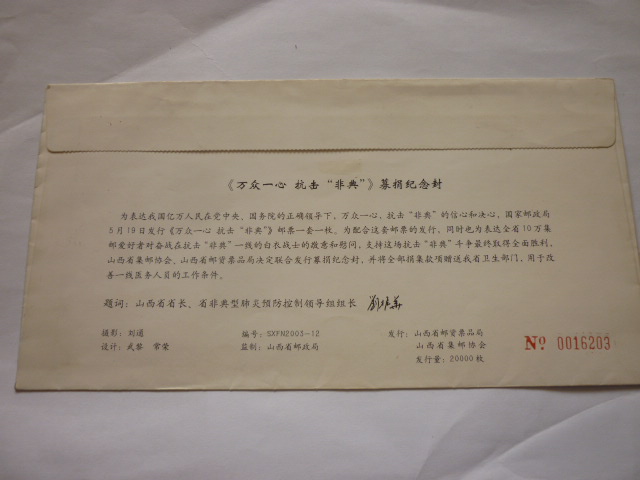 《万众一心 抗击“非典”》募捐纪念封
为表达我国亿万人民在党中央、国务院的正确领导下，万众一心、抗击“非典”的信心和决心，国家邮政局
5月19日发行《万众一心 抗击“非典”》邮票一套一枚。为配合这套邮票的发行，同时也为表达全省10万集
邮爱好者对奋战在抗击“非典”一线的白衣战士的敬意和慰问，支持这场抗击“非典”斗争最终取得全面胜利，
山西省集邮协会、山西省邮资票品局决定联合发行募捐纪念封，并将全部捐集款项赠送我省卫生部门，用于改
善一线医务人员的工作条件。
题词：山西省省长、省非典型肺炎预防控制领导组组长 刘振华
摄影：刘道 编号：SXFN2003-12 发行：山西省邮资票品局
设计：武黎 常荣 监制：山西省邮政局 山西省集邮协会
发行量：20000枚
No 0016203